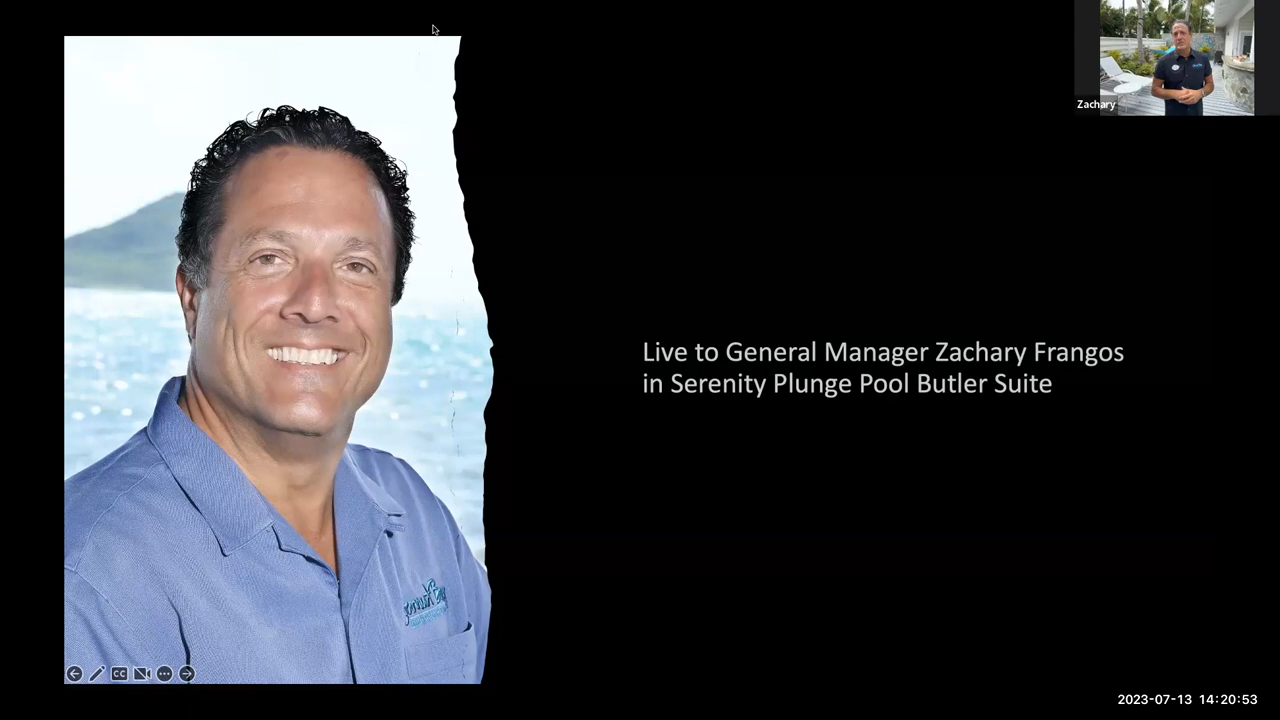 Zachary
Live to General Manager Zachary Frangos
in Serenity Plunge Pool Butler Suite
CC
2023-07-13 14:20:53